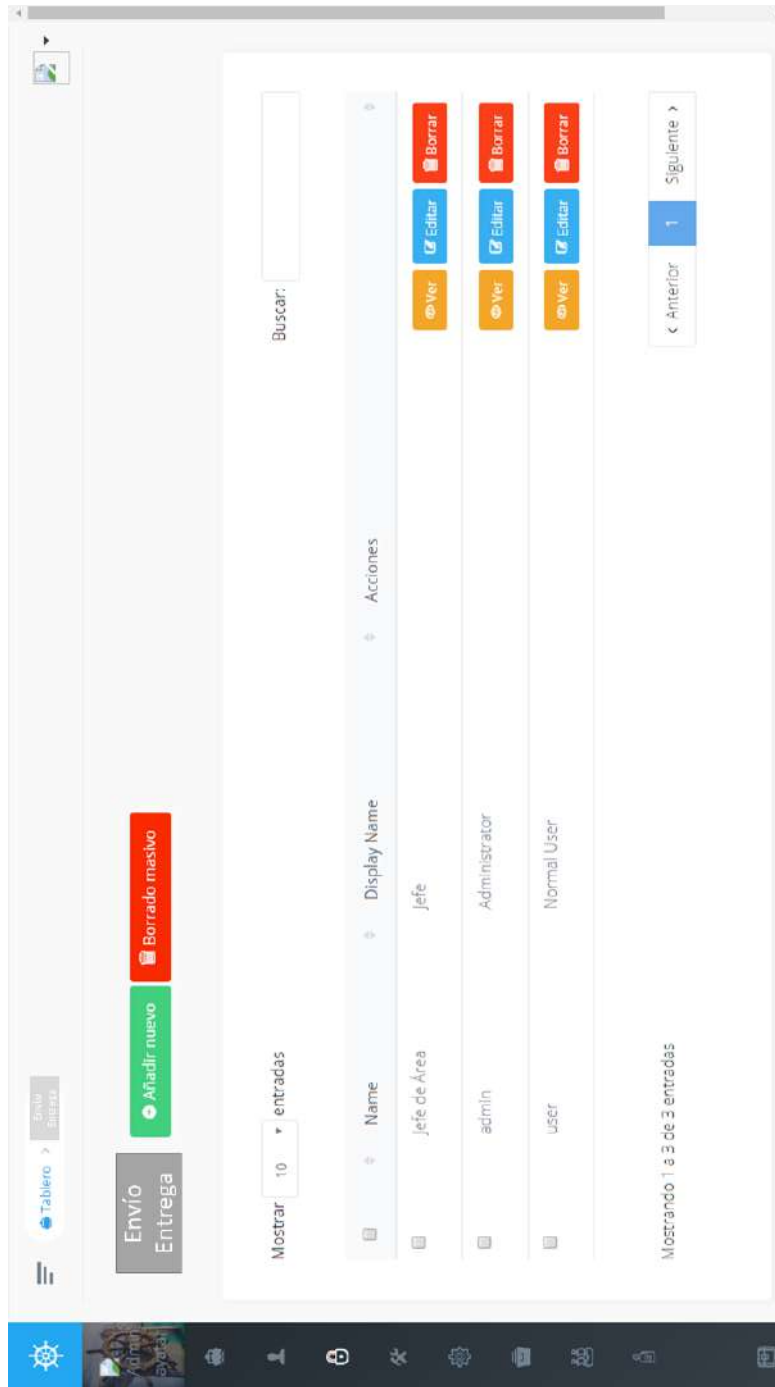 Tablero >
Envío
Entrega
Envío
Entrega
Añadir nuevo
Borrado masivo
Mostrar 10 entradas
Buscar:
Name Display Name Acciones
Jefe de Área Jefe Ver Editar Borrar
admin Administrator Ver Editar Borrar
user Normal User Ver Editar Borrar
Mostrando 1 a 3 de 3 entradas
< Anterior 1 Siguiente >